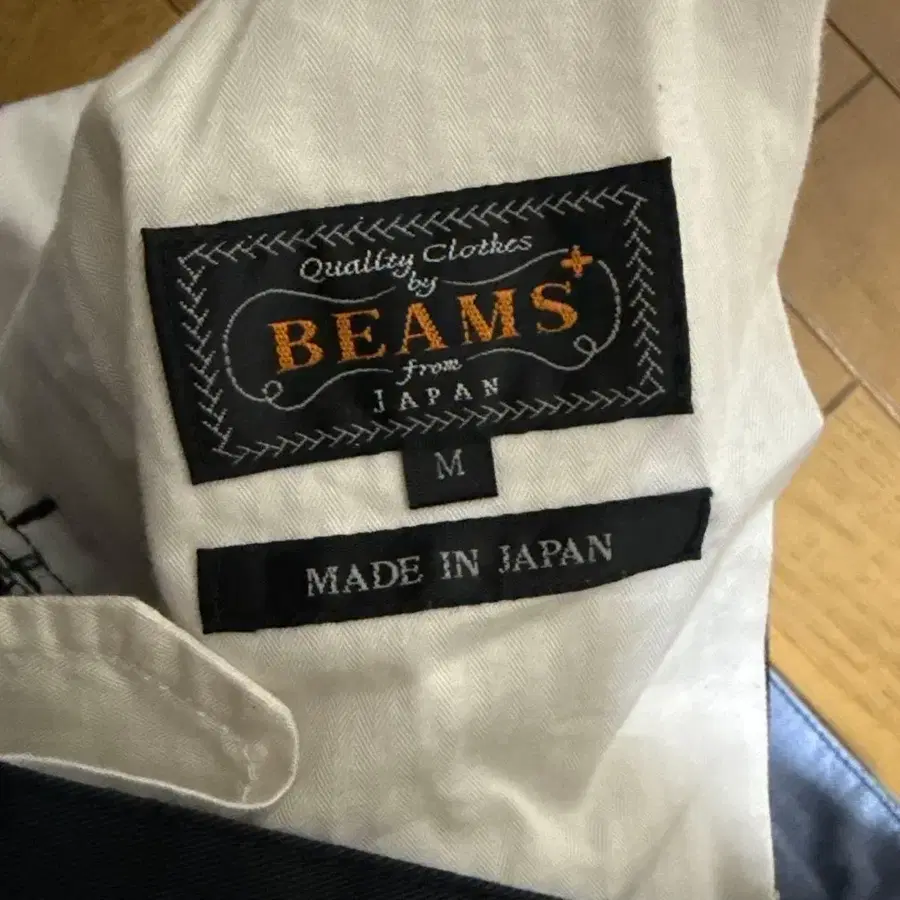 Quality Clothes
by
BEAMS+
from
JAPAN
M
MADE IN JAPAN